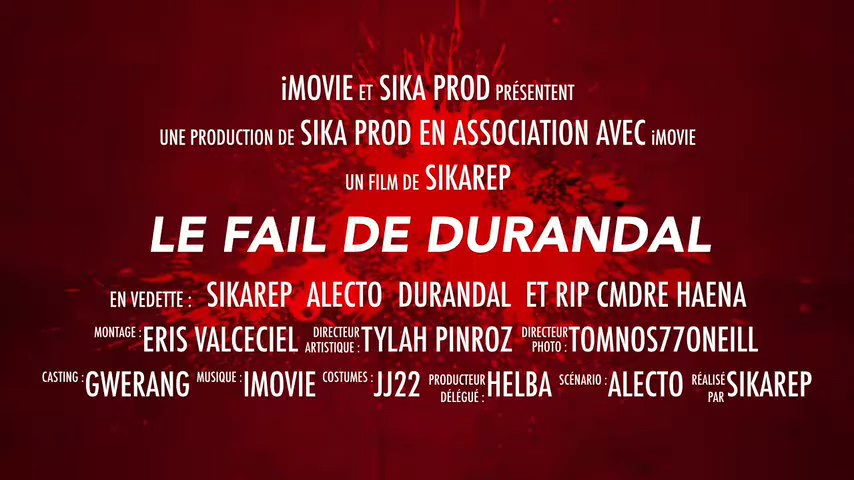 iMOVIE ET SIKA PROD PRÉSENTENT
UNE PRODUCTION DE SIKA PROD EN ASSOCIATION AVEC iMOVIE
UN FILM DE SIKAREP
LE FAIL DE DURANDAL
EN VEDETTE : SIKAREP ALECTO DURANDAL ET RIP CMDRE HAENA
MONTAGE : ERIS VALCECIEL DIRECTEUR ARTISTIQUE : TYLAH PINROZ DIRECTEUR PHOTO : TOMNOS77ONEILL
CASTING : GWERANG MUSIQUE : IMOVIE COSTUMES : JJ22 PRODUCTEUR DÉLÉGUÉ : HELBA SCÉNARIO : ALECTO RÉALISÉ PAR SIKAREP